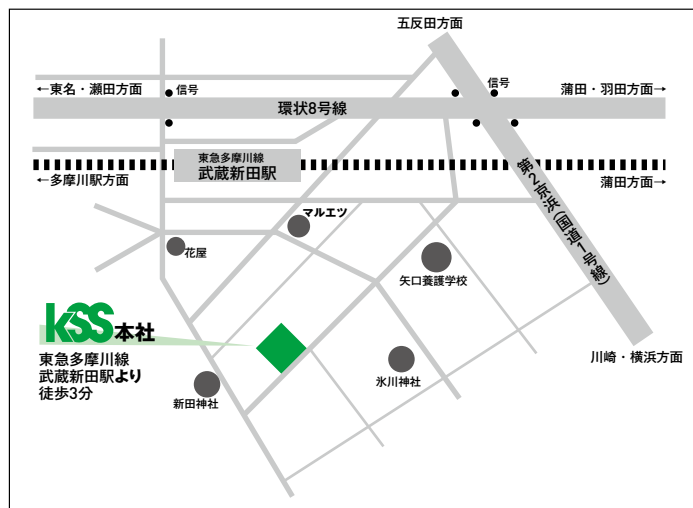 五反田方面
←東名・瀬田方面
信号
信号
蒲田・羽田方面→
環状8号線
東急多摩川線
武蔵新田駅
←多摩川駅方面
蒲田方面→
第2京浜(国道1号線)
マルエツ
花屋
矢口養護学校
KSS本社
東急多摩川線
武蔵新田駅より
徒歩3分
川崎・横浜方面
氷川神社
新田神社